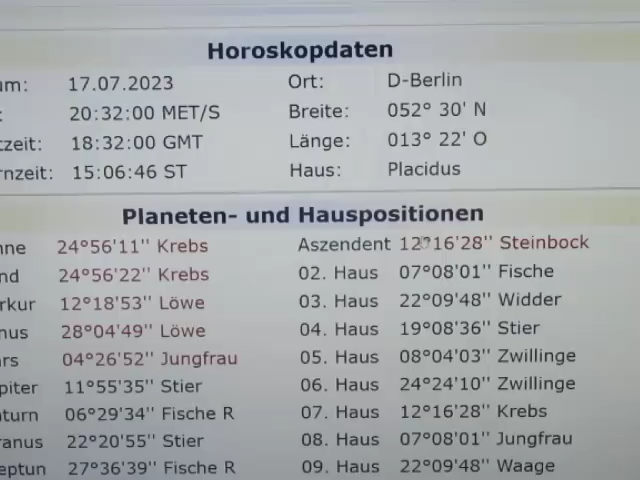 Horoskopdaten
17.07.2023 Ort: D-Berlin
20:32:00 MET/S Breite: 052° 30' N
18:32:00 GMT Länge: 013° 22' O
15:06:46 ST Haus: Placidus
Planeten- und Hauspositionen
24°56'11'' Krebs Aszendent 12°16'28'' Steinbock
24°56'22'' Krebs 02. Haus 07°08'01'' Fische
12°18'53'' Löwe 03. Haus 22°09'48'' Widder
28°04'49'' Löwe 04. Haus 19°08'36'' Stier
04°26'52'' Jungfrau 05. Haus 08°04'03'' Zwillinge
11°55'35'' Stier 06. Haus 24°24'10'' Zwillinge
06°29'34'' Fische R 07. Haus 12°16'28'' Krebs
22°20'55'' Stier 08. Haus 07°08'01'' Jungfrau
27°36'39'' Fische R 09. Haus 22°09'48'' Waage